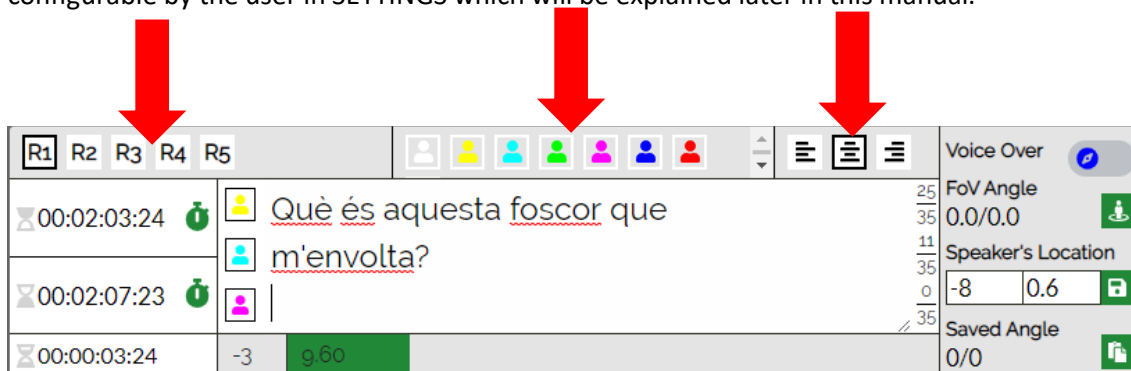 configurable by the user in SETTINGS which will be explained later in this manual.
R1 R2 R3 R4 R5
Voice Over
00:02:03:24
Què és aquesta foscor que
25
35
FoV Angle
0.0/0.0
m'envolta?
11
35
Speaker's Location
00:02:07:23
0
35
-8 0.6
Saved Angle
0/0
00:00:03:24
-3
9.60